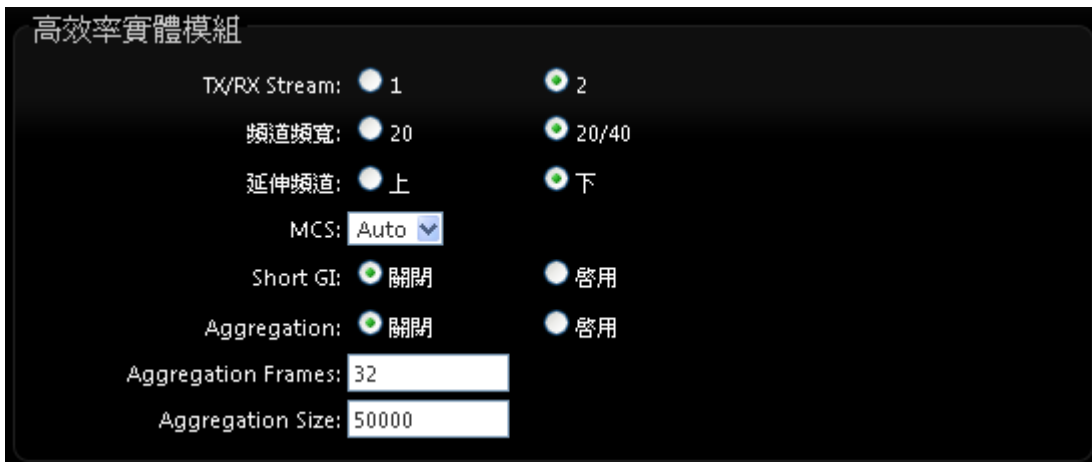 高效率實體模組
TX/RX Stream: 1 2
頻道頻寬: 20 20/40
延伸頻道: 上 下
MCS: Auto
Short GI: 關閉 啓用
Aggregation: 關閉 啓用
Aggregation Frames: 32
Aggregation Size: 50000